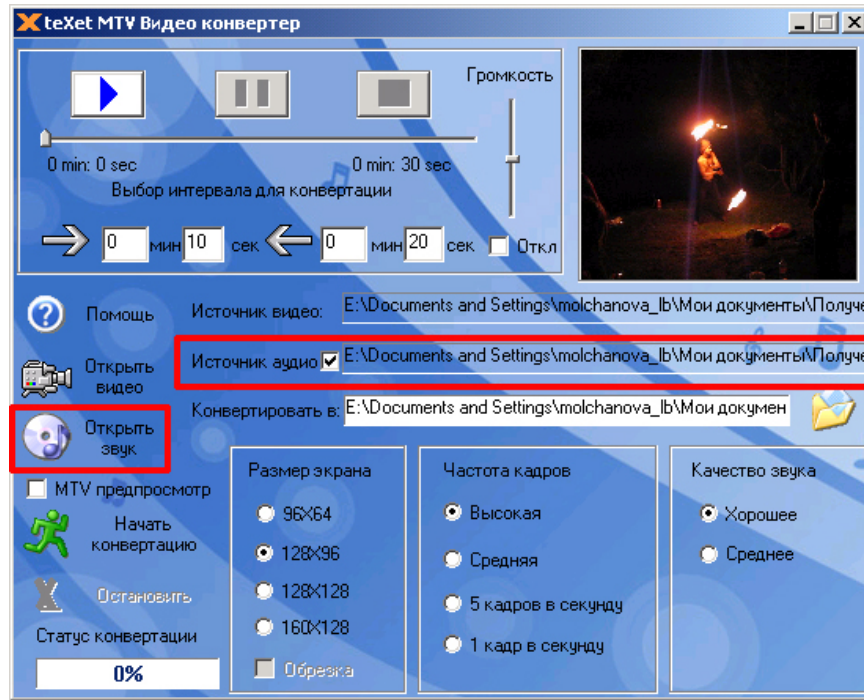 teXet MTV Видео конвертер
Громкость
0 min: 0 sec
0 min: 30 sec
Выбор интервала для конвертации
0 мин 10 сек 0 мин 20 сек Откл
Помощь
Источник видео: E:\Documents and Settings\molchanova_lb\Мои документы\Получе
Открыть
видео
Источник аудио E:\Documents and Settings\molchanova_lb\Мои документы\Получе
Конвертировать в: E:\Documents and Settings\molchanova_lb\Мои докумен
Открыть
звук
MTV предпросмотр
Начать
конвертацию
Остановить
Статус конвертации
0%
Размер экрана
96X64
128X96
128X128
160X128
Обрезка
Частота кадров
Высокая
Средняя
5 кадров в секунду
1 кадр в секунду
Качество звука
Хорошее
Среднее